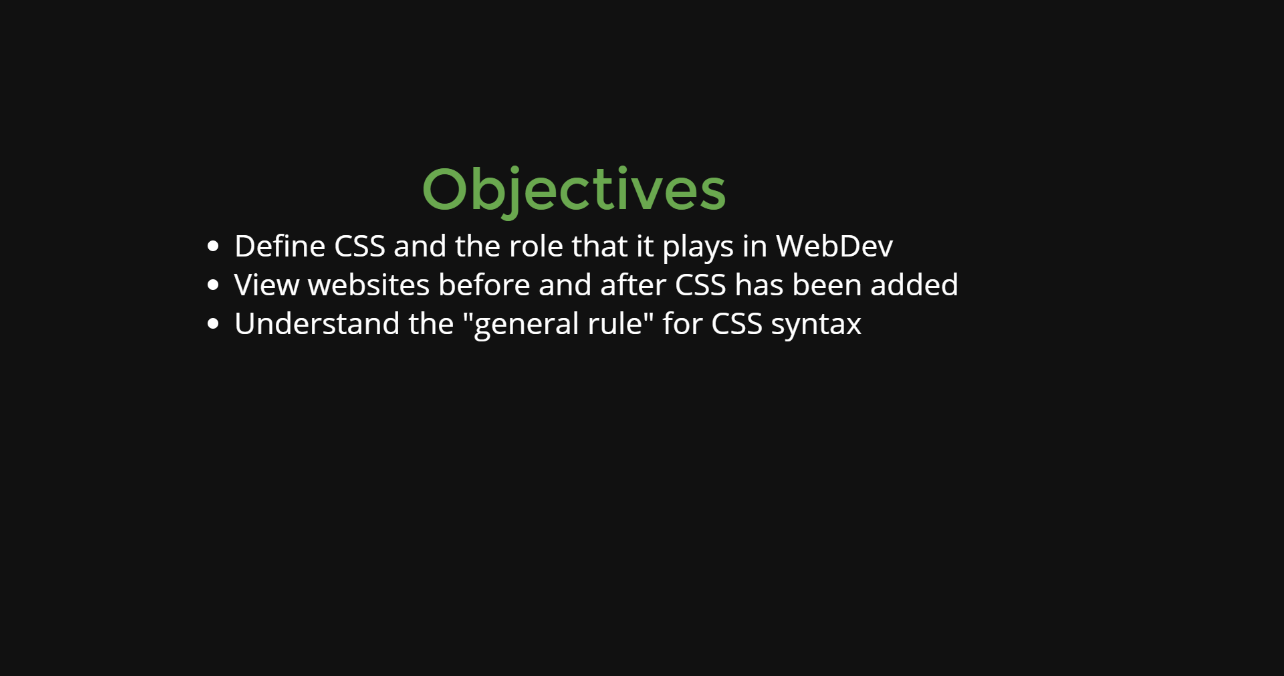 Objectives
Define CSS and the role that it plays in WebDev
View websites before and after CSS has been added
Understand the "general rule" for CSS syntax